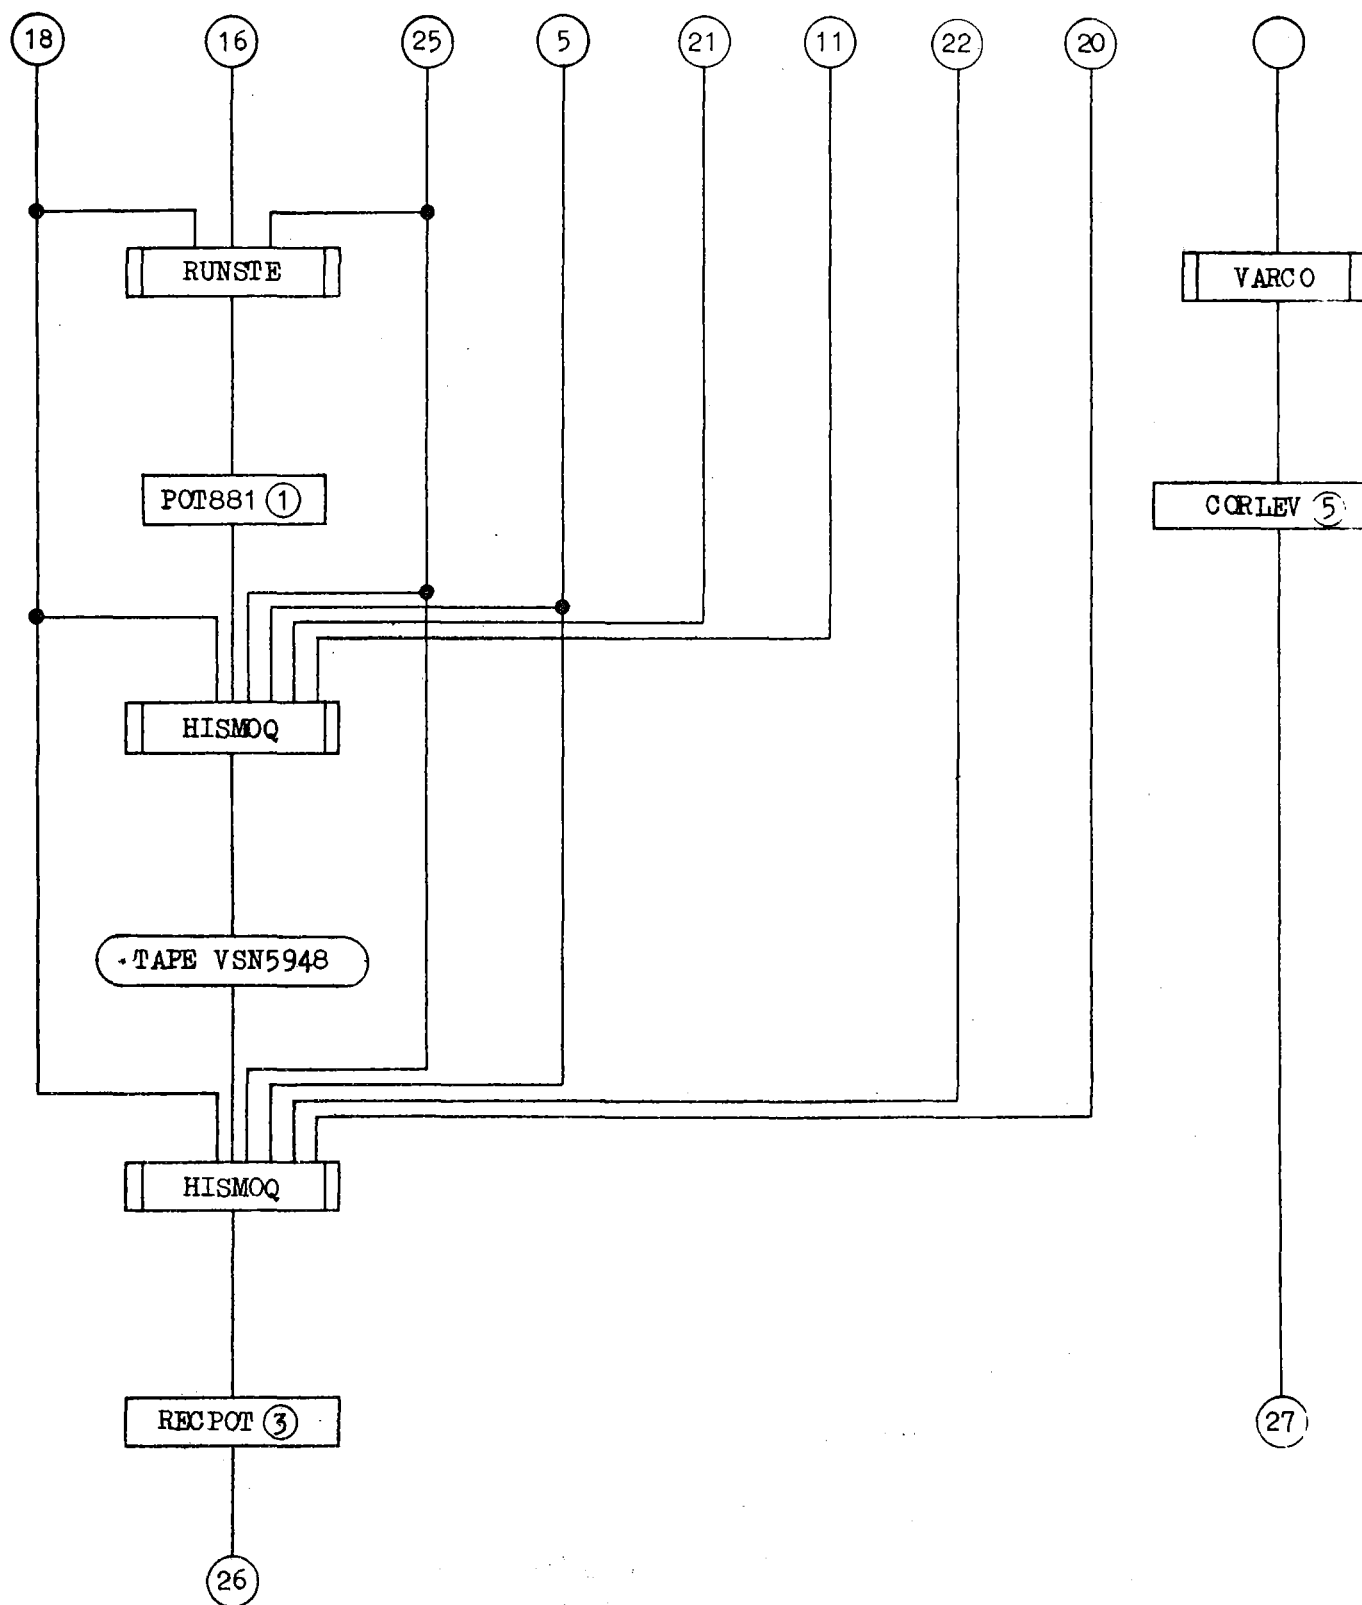 18 16 25 5 21 11 22 20
RUNSTE
VARCO
POT881 1
CORLEV 5
HISMOQ
TAPE VSN5948
HISMOQ
RECPOT 3
27
26